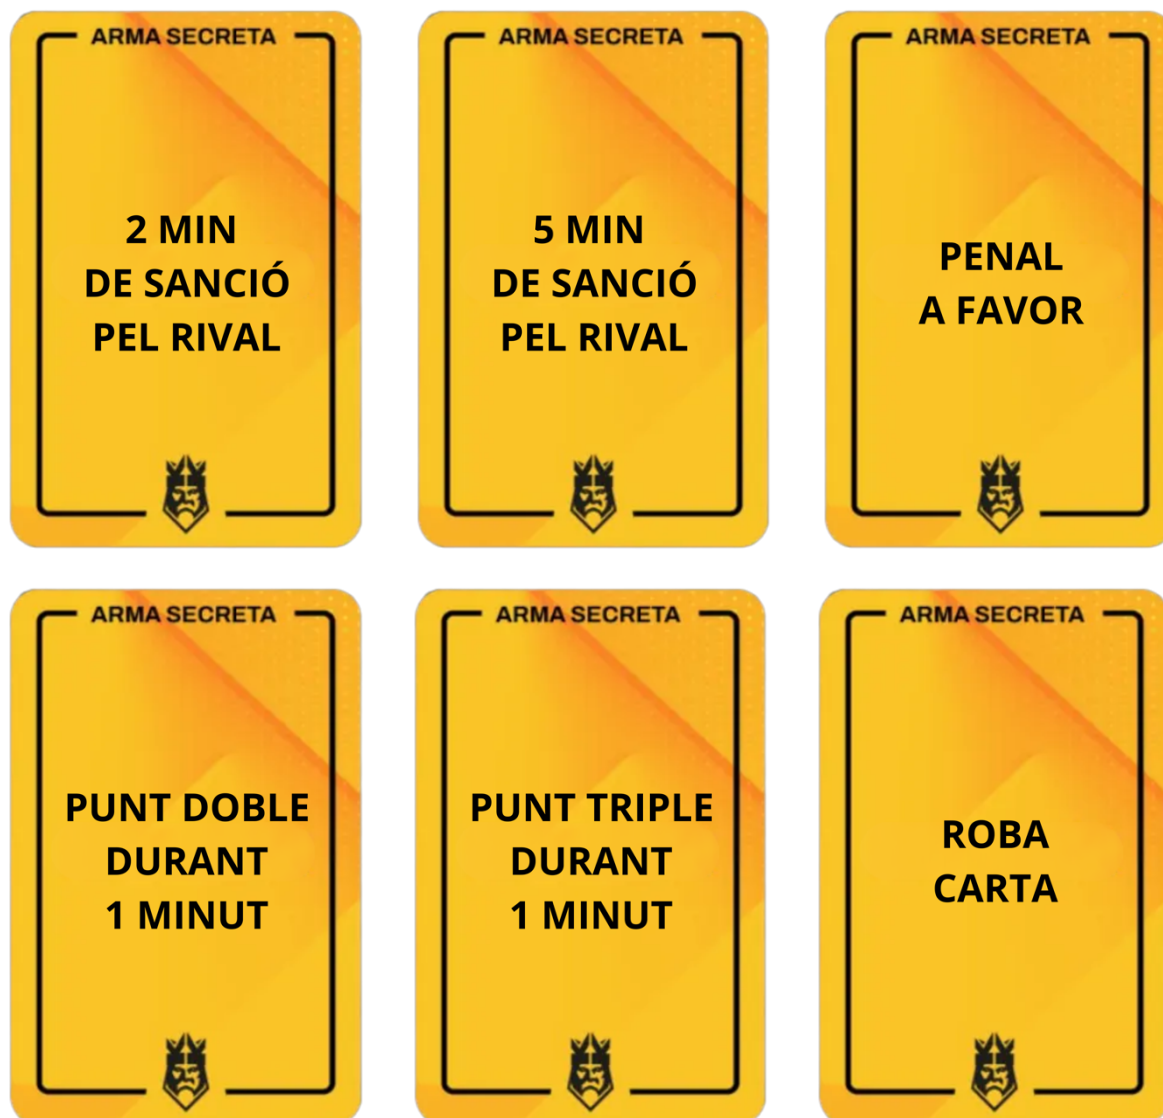 ARMA SECRETA
2 MIN
DE SANCIÓ
PEL RIVAL
ARMA SECRETA
5 MIN
DE SANCIÓ
PEL RIVAL
ARMA SECRETA
PENAL
A FAVOR
ARMA SECRETA
PUNT DOBLE
DURANT
1 MINUT
ARMA SECRETA
PUNT TRIPLE
DURANT
1 MINUT
ARMA SECRETA
ROBA
CARTA